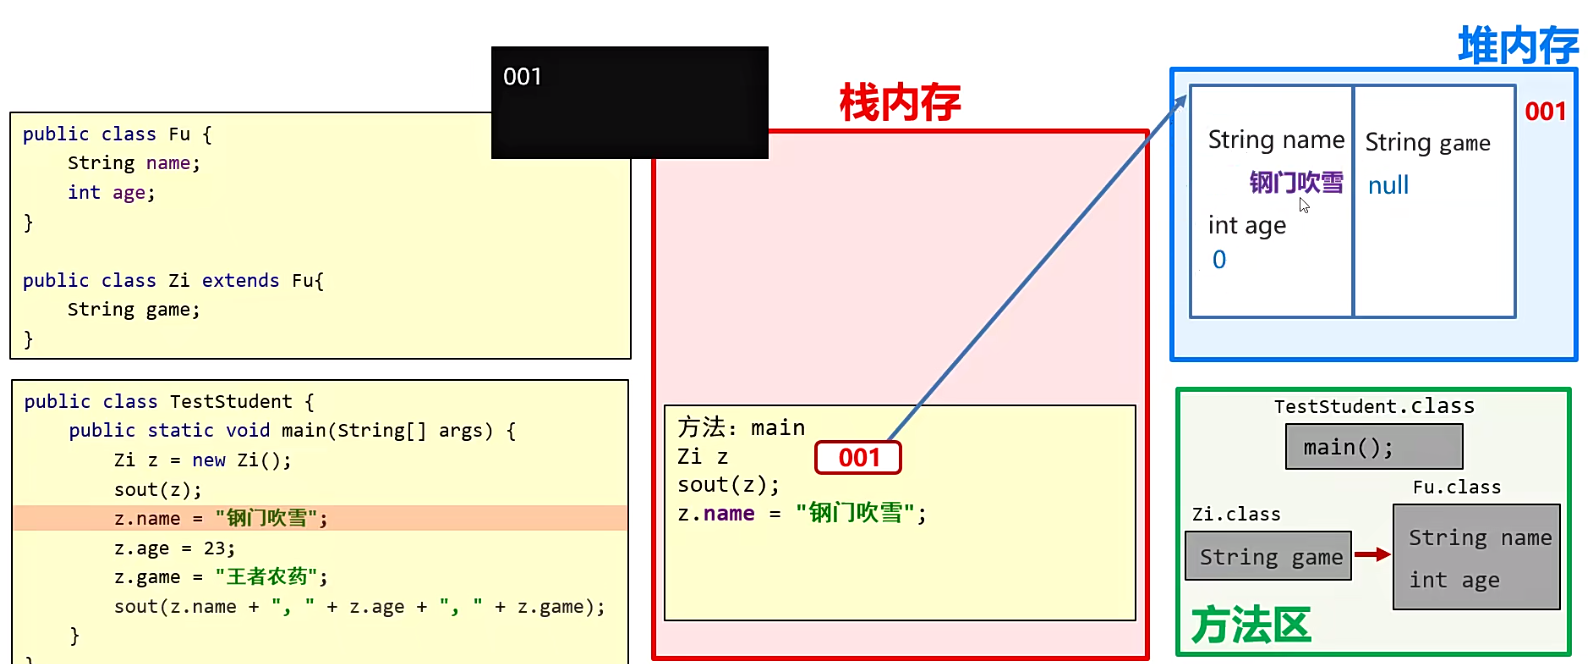 001
public class Fu {
String name;
int age;
}
public class Zi extends Fu{
String game;
}
public class TestStudent {
public static void main(String[] args) {
Zi z = new Zi();
sout(z);
z.name = "钢门吹雪";
z.age = 23;
z.game = "王者农药";
sout(z.name + ", " + z.age + ", " + z.game);
}
}
栈内存
方法: main
Zi z
001
sout(z);
z.name = "钢门吹雪";
堆内存
001
String name
钢门吹雪
int age
0
String game
null
TestStudent.class
main();
Fu.class
Zi.class
String game
String name
int age
方法区